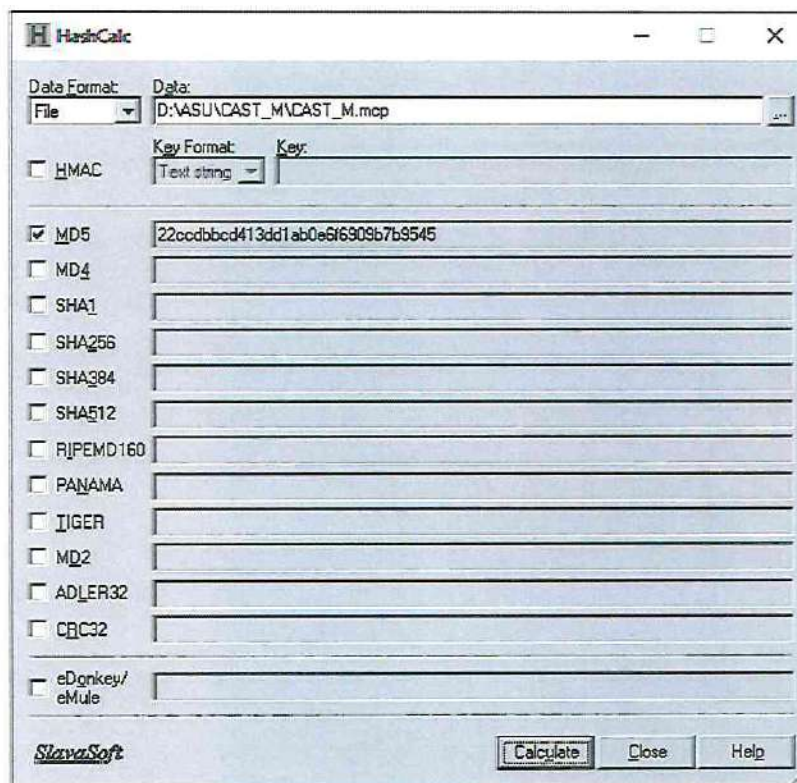 HashCalc
Data Format: Data:
File D:\ASU\CAST_M\CAST_M.mcp ...
Key Format: Key:
HMAC Text string
MD5 22ccdbbcd413dd1ab0e6f6909b7b9545
MD4
SHA1
SHA256
SHA384
SHA512
RIPEMD160
PANAMA
TIGER
MD2
ADLER32
CRC32
eDonkey/
eMule
SlavaSoft Calculate Close Help